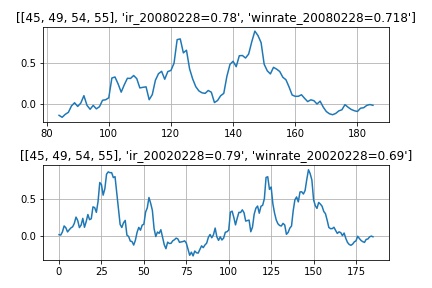 [[45, 49, 54, 55], 'ir_20080228=0.78', 'winrate_20080228=0.718']
0.5
0.0
80 100 120 140 160 180
[[45, 49, 54, 55], 'ir_20020228=0.79', 'winrate_20020228=0.69']
0.5
0.0
0 25 50 75 100 125 150 175